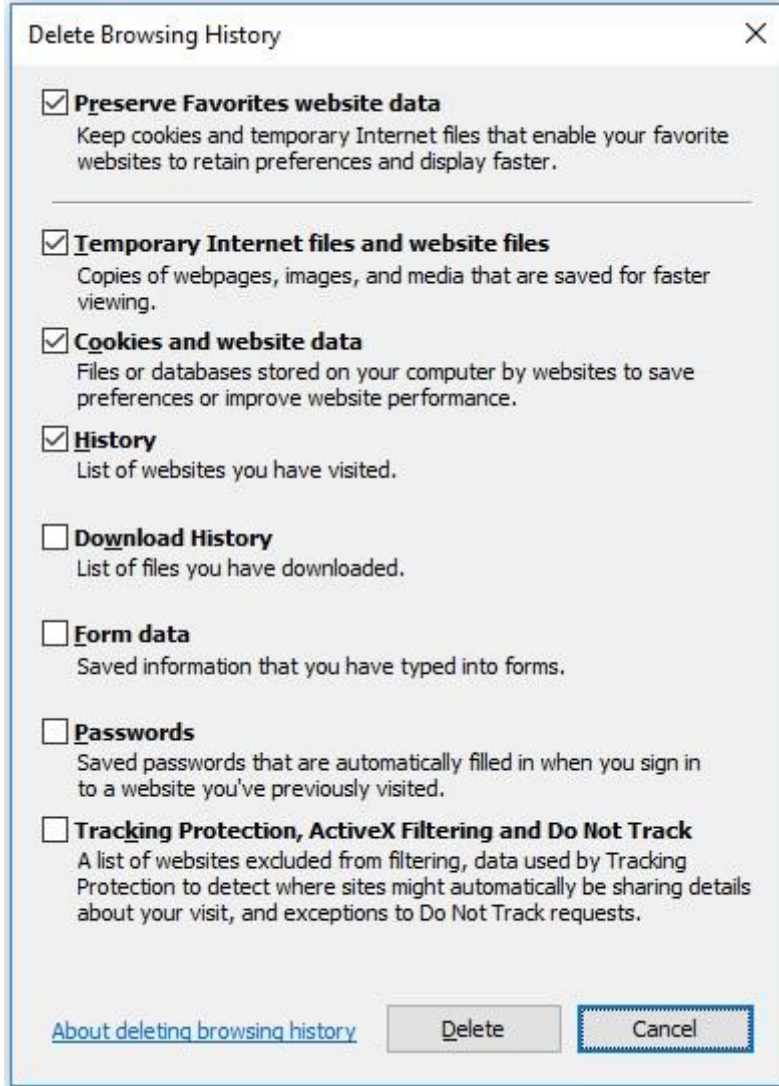 Delete Browsing History
Preserve Favorites website data
Keep cookies and temporary Internet files that enable your favorite
websites to retain preferences and display faster.
Temporary Internet files and website files
Copies of webpages, images, and media that are saved for faster
viewing.
Cookies and website data
Files or databases stored on your computer by websites to save
preferences or improve website performance.
History
List of websites you have visited.
Download History
List of files you have downloaded.
Form data
Saved information that you have typed into forms.
Passwords
Saved passwords that are automatically filled in when you sign in
to a website you've previously visited.
Tracking Protection, ActiveX Filtering and Do Not Track
A list of websites excluded from filtering, data used by Tracking
Protection to detect where sites might automatically be sharing details
about your visit, and exceptions to Do Not Track requests.
About deleting browsing history Delete Cancel